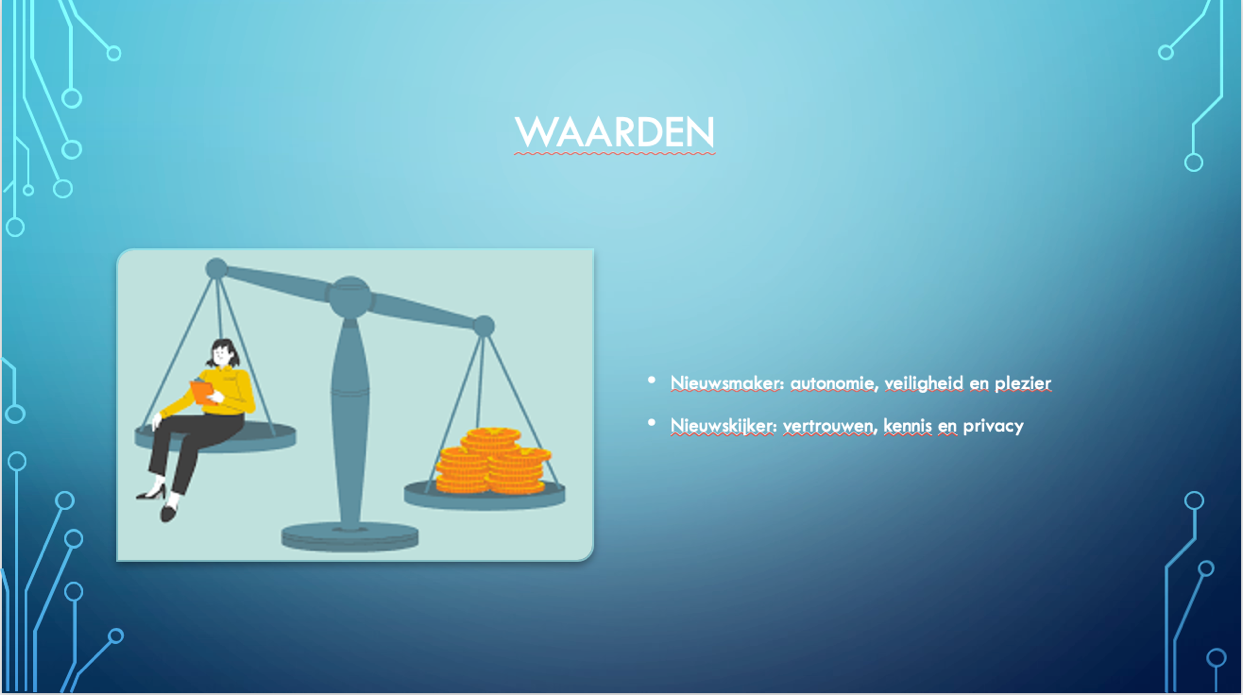 WAARDEN
• Nieuwsmaker: autonomie, veiligheid en plezier
• Nieuwskijker: vertrouwen, kennis en privacy